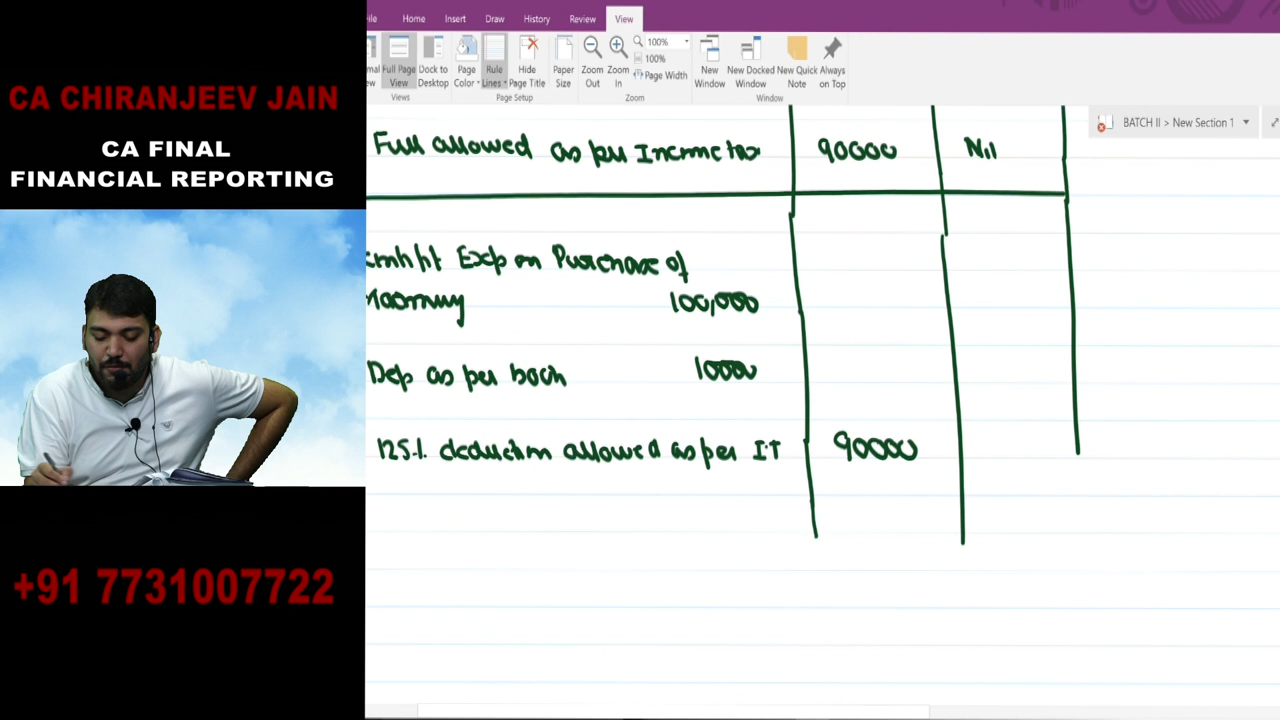 CA CHIRANJEEV JAIN
CA FINAL
FINANCIAL REPORTING
+91 7731007722
Home Insert Draw History Review View
Full Page View
Dock to Desktop
Views
Page Color
Rule Lines
Hide Page Title
Paper Size
Page Setup
Zoom Out
Zoom In
100%
100%
Page Width
Zoom
New Window
New Docked Window
New Quick Note
Always on Top
Window
BATCH II > New Section 1
Full allowed as per Income tax 90000 Nil
Exp on Purchase of
100,000
Dep as per book 10000
125%. deduction allowed as per I.T 90000